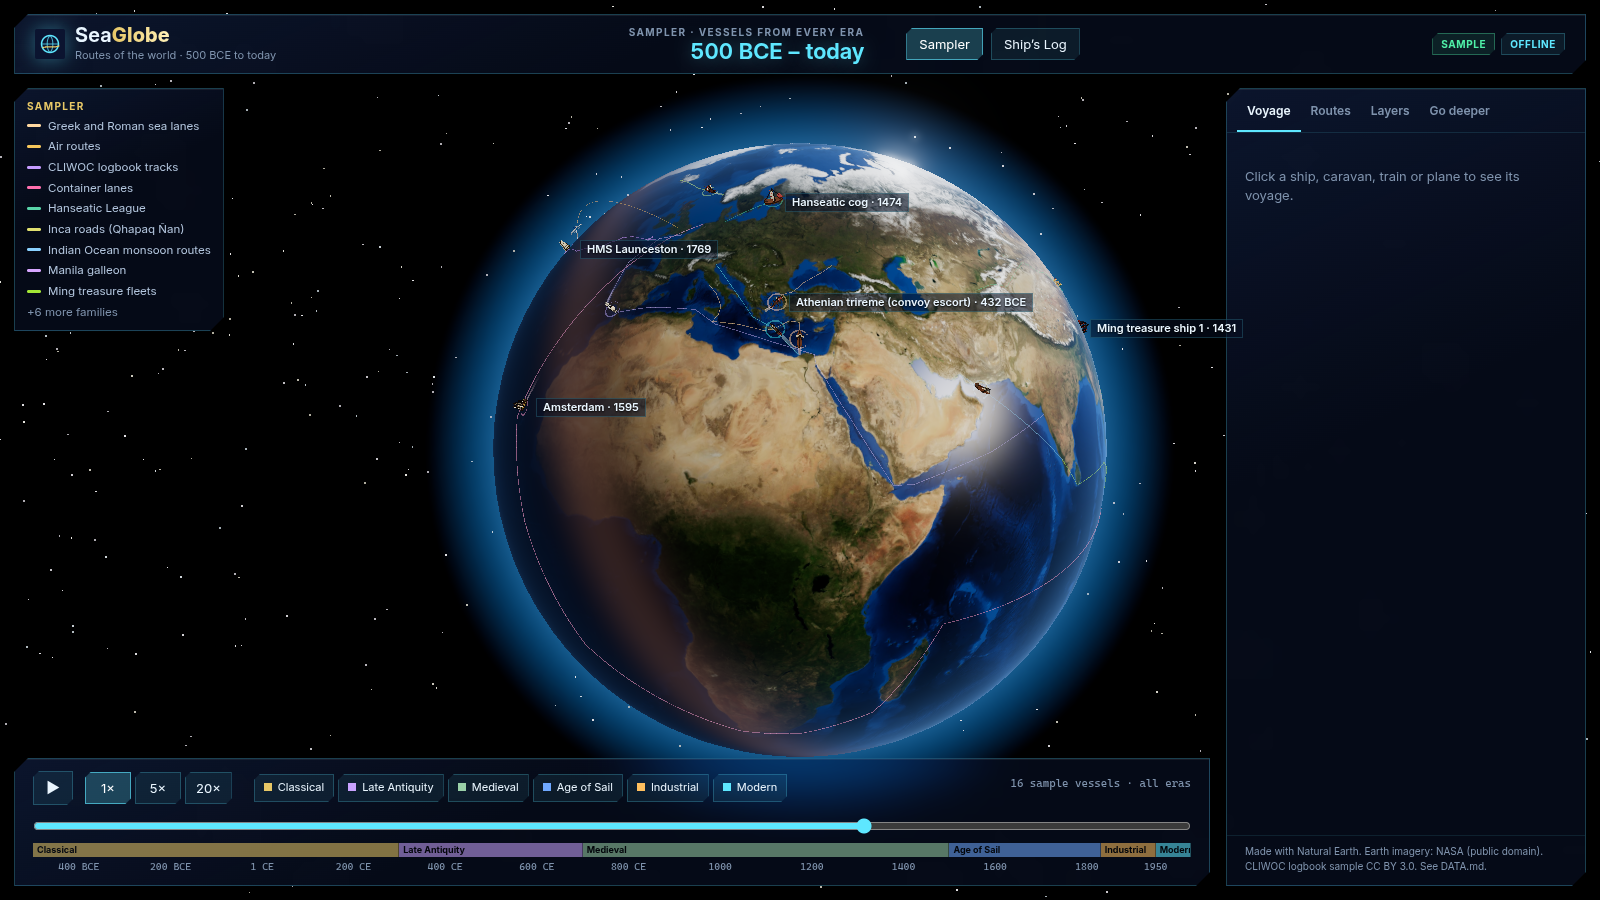 SeaGlobe
Routes of the world · 500 BCE to today
SAMPLER · VESSELS FROM EVERY ERA
500 BCE – today
Sampler
Ship's Log
SAMPLE
OFFLINE
SAMPLER
Greek and Roman sea lanes
Air routes
CLIWOC logbook tracks
Container lanes
Hanseatic League
Inca roads (Qhapaq Ñan)
Indian Ocean monsoon routes
Manila galleon
Ming treasure fleets
+6 more families
Hanseatic cog · 1474
HMS Launceston · 1769
Athenian trireme (convoy escort) · 432 BCE
Ming treasure ship 1 · 1431
Amsterdam · 1595
Voyage
Routes
Layers
Go deeper
Click a ship, caravan, train or plane to see its
voyage.
1×
5×
20×
Classical
Late Antiquity
Medieval
Age of Sail
Industrial
Modern
16 sample vessels · all eras
Classical
Late Antiquity
Medieval
Age of Sail
Industrial
Modern
400 BCE
200 BCE
1 CE
200 CE
400 CE
600 CE
800 CE
1000
1200
1400
1600
1800
1950
Made with Natural Earth. Earth imagery: NASA (public domain).
CLIWOC logbook sample CC BY 3.0. See DATA.md.